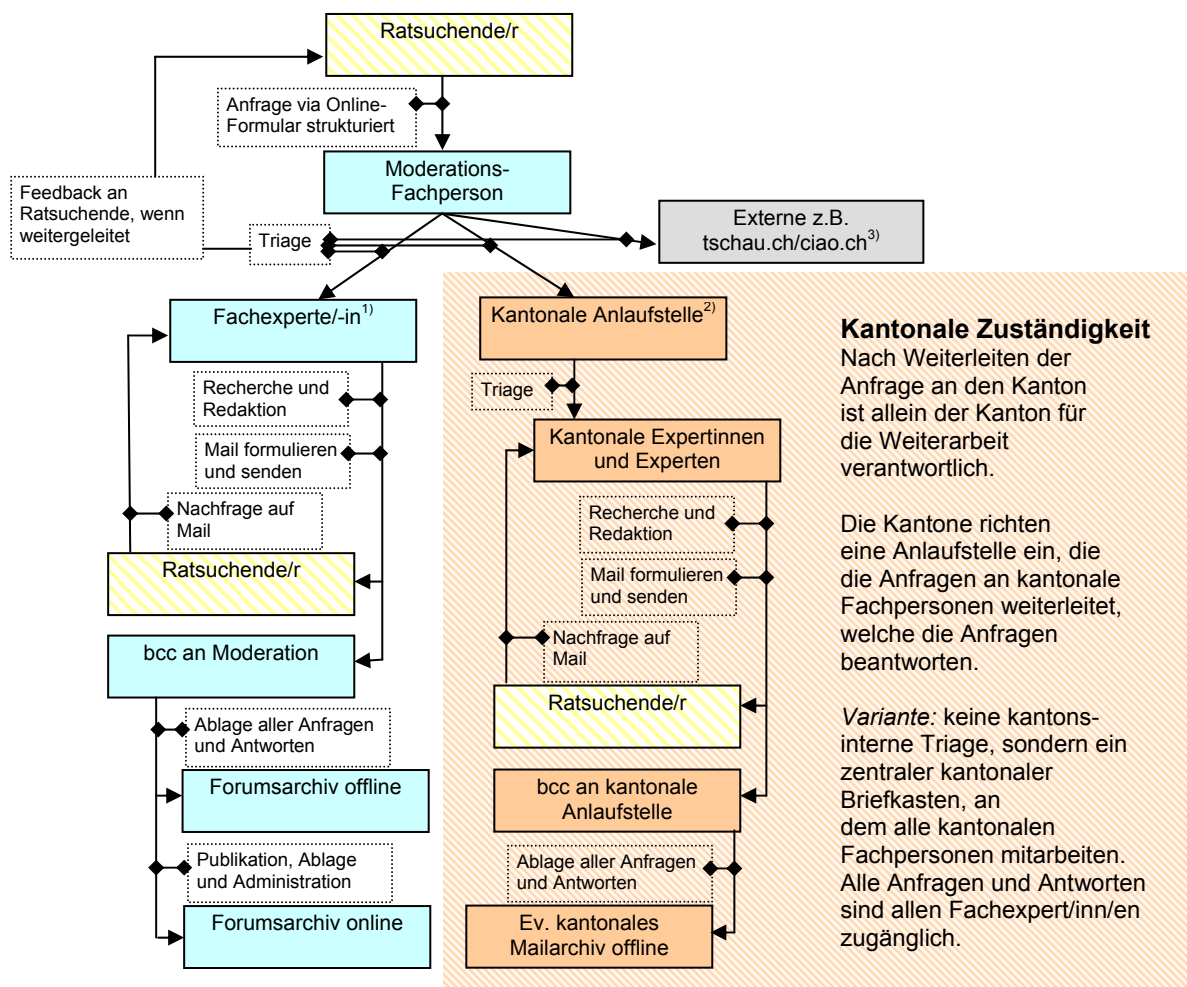 Ratsuchende/r
Anfrage via Online-
Formular strukturiert
Moderations-
Fachperson
Feedback an
Ratsuchende, wenn
weitergeleitet
Triage
Externe z.B.
tschau.ch/ciao.ch3)
Fachexperte/-in1)
Recherche und
Redaktion
Mail formulieren
und senden
Nachfrage auf
Mail
Ratsuchende/r
bcc an Moderation
Ablage aller Anfragen
und Antworten
Forumsarchiv offline
Publikation, Ablage
und Administration
Forumsarchiv online
Kantonale Anlaufstelle2)
Triage
Kantonale Expertinnen
und Experten
Recherche und
Redaktion
Mail formulieren
und senden
Nachfrage auf
Mail
Ratsuchende/r
bcc an kantonale
Anlaufstelle
Ablage aller Anfragen
und Antworten
Ev. kantonales
Mailarchiv offline
Kantonale Zuständigkeit
Nach Weiterleiten der
Anfrage an den Kanton
ist allein der Kanton für
die Weiterarbeit
verantwortlich.
Die Kantone richten
eine Anlaufstelle ein, die
die Anfragen an kantonale
Fachpersonen weiterleitet,
welche die Anfragen
beantworten.
Variante: keine kantons-
interne Triage, sondern ein
zentraler kantonaler
Briefkasten, an
dem alle kantonalen
Fachpersonen mitarbeiten.
Alle Anfragen und Antworten
sind allen Fachexpert/inn/en
zugänglich.